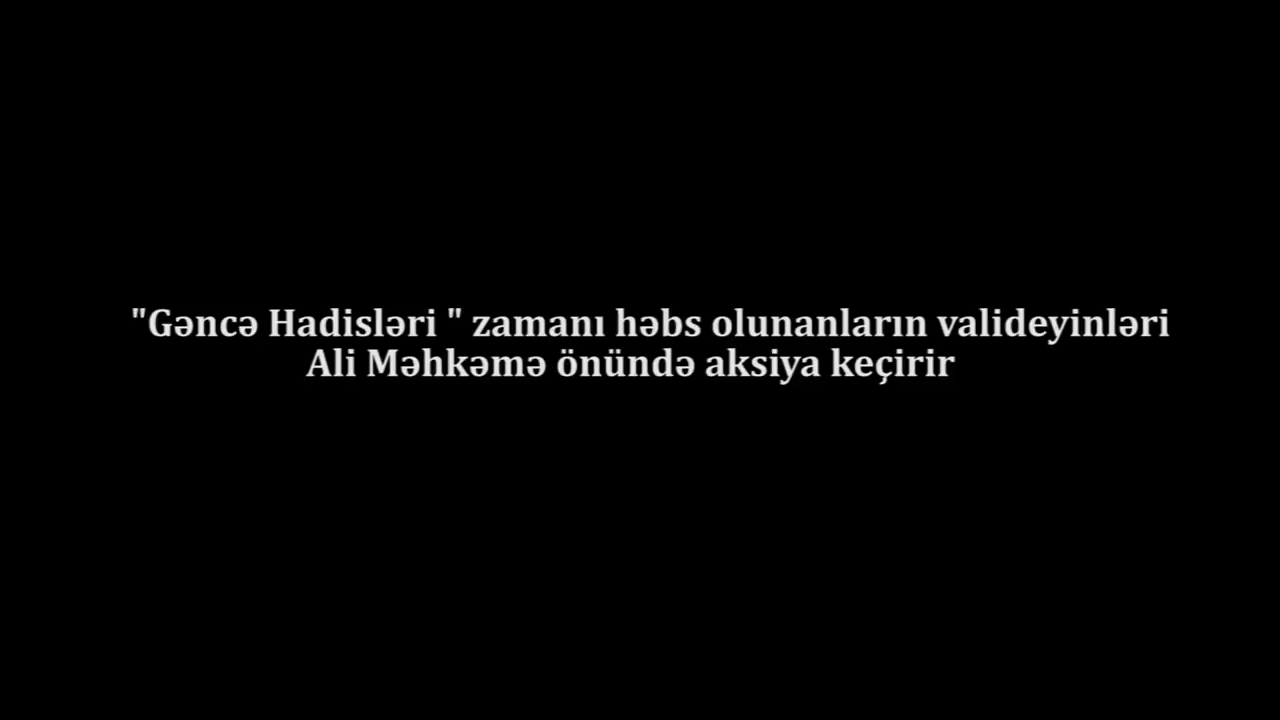 "Gəncə Hadisləri " zamanı həbs olunanların valideyinləri
Ali Məhkəmə önündə aksiya keçirir